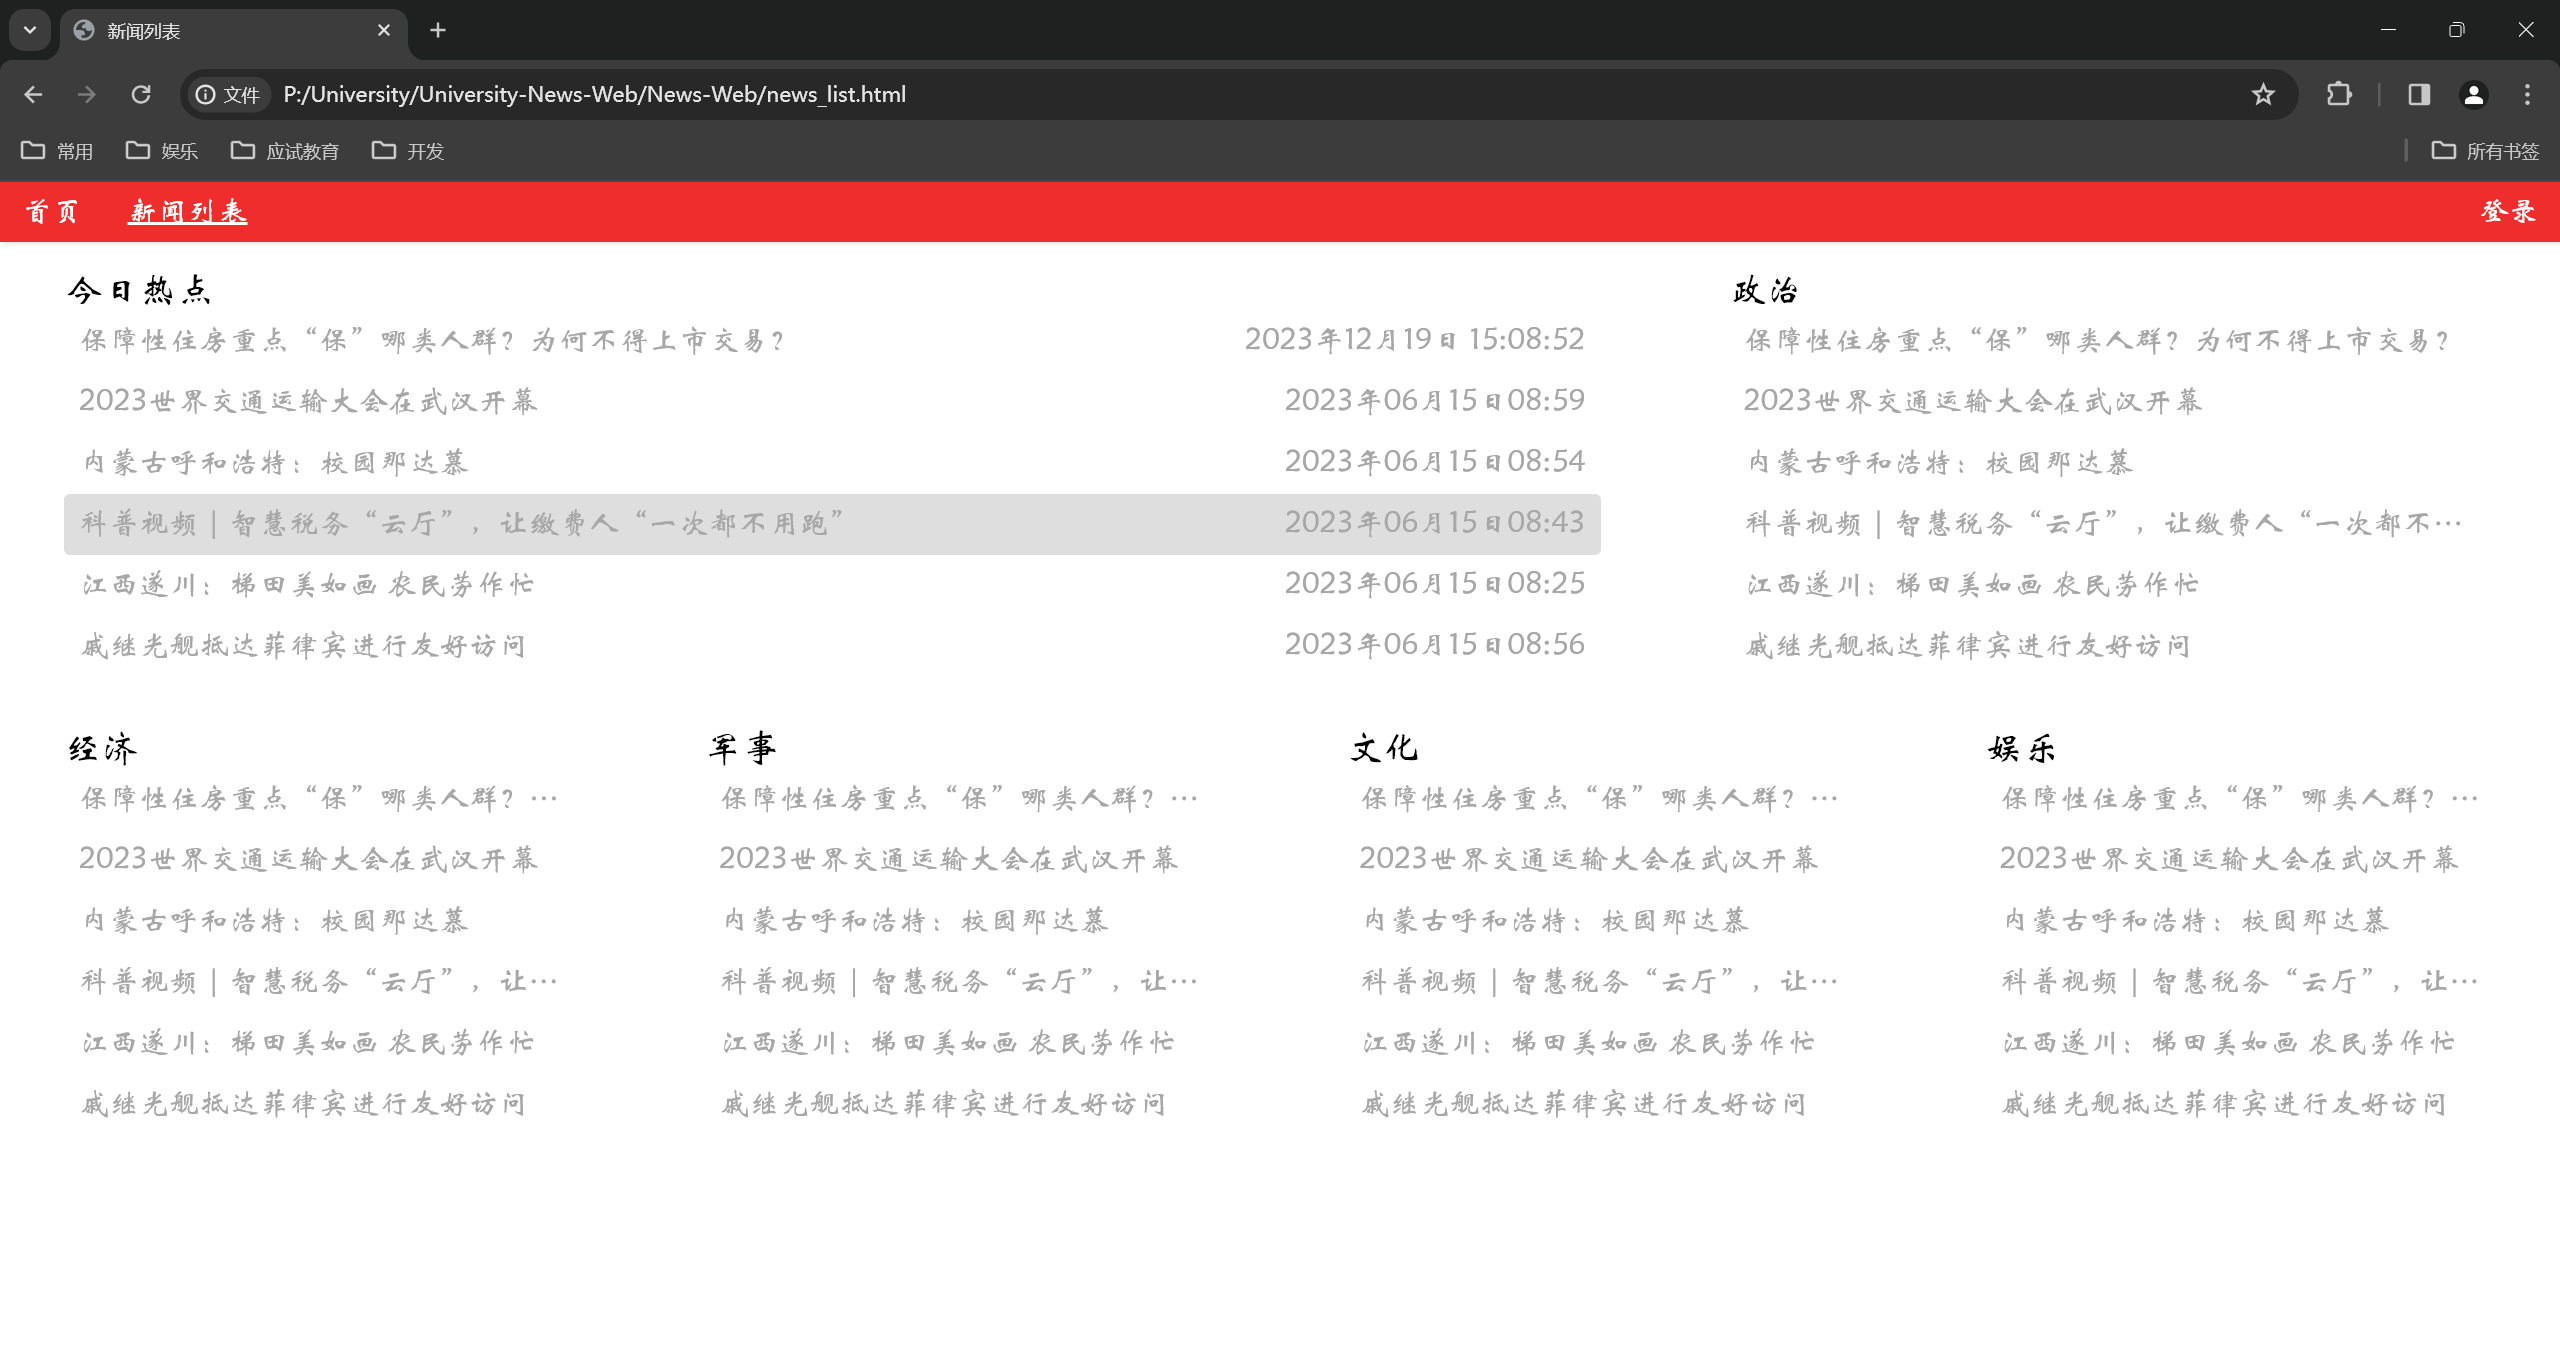 新闻列表
文件 P:/University/University-News-Web/News-Web/news_list.html
常用 娱乐 应试教育 开发 所有书签
首页 新闻列表 登录
今日热点
保障性住房重点“保”哪类人群？为何不得上市交易？ 2023年12月19日 15:08:52
2023世界交通运输大会在武汉开幕 2023年06月15日08:59
内蒙古呼和浩特：校园那达慕 2023年06月15日08:54
科普视频｜智慧税务“云厅”，让缴费人“一次都不用跑” 2023年06月15日08:43
江西遂川：梯田美如画 农民劳作忙 2023年06月15日08:25
戚继光舰抵达菲律宾进行友好访问 2023年06月15日08:56
政治
保障性住房重点“保”哪类人群？为何不得上市交易？
2023世界交通运输大会在武汉开幕
内蒙古呼和浩特：校园那达慕
科普视频｜智慧税务“云厅”，让缴费人“一次都不…
江西遂川：梯田美如画 农民劳作忙
戚继光舰抵达菲律宾进行友好访问
经济
保障性住房重点“保”哪类人群？…
2023世界交通运输大会在武汉开幕
内蒙古呼和浩特：校园那达慕
科普视频｜智慧税务“云厅”，让…
江西遂川：梯田美如画 农民劳作忙
戚继光舰抵达菲律宾进行友好访问
军事
保障性住房重点“保”哪类人群？…
2023世界交通运输大会在武汉开幕
内蒙古呼和浩特：校园那达慕
科普视频｜智慧税务“云厅”，让…
江西遂川：梯田美如画 农民劳作忙
戚继光舰抵达菲律宾进行友好访问
文化
保障性住房重点“保”哪类人群？…
2023世界交通运输大会在武汉开幕
内蒙古呼和浩特：校园那达慕
科普视频｜智慧税务“云厅”，让…
江西遂川：梯田美如画 农民劳作忙
戚继光舰抵达菲律宾进行友好访问
娱乐
保障性住房重点“保”哪类人群？…
2023世界交通运输大会在武汉开幕
内蒙古呼和浩特：校园那达慕
科普视频｜智慧税务“云厅”，让…
江西遂川：梯田美如画 农民劳作忙
戚继光舰抵达菲律宾进行友好访问